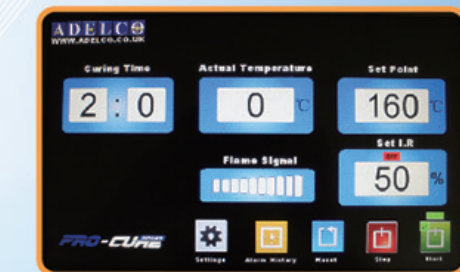 ADELCO
WWW.ADELCO.CO.UK
Curing Time
Actual Temperature
Set Point
2 : 0
0 °C
160 °C
Flame Signal
Set I.R
OFF
50 %
PRO-CURE
Settings
Alarm History
Reset
Stop
Start